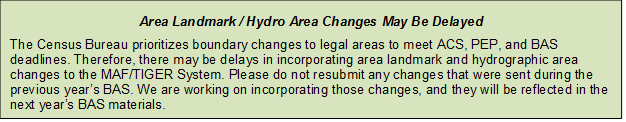 Area Landmark / Hydro Area Changes May Be Delayed
The Census Bureau prioritizes boundary changes to legal areas to meet ACS, PEP, and BAS
deadlines. Therefore, there may be delays in incorporating area landmark and hydrographic area
changes to the MAF/TIGER System. Please do not resubmit any changes that were sent during the
previous year's BAS. We are working on incorporating those changes, and they will be reflected in the
next year's BAS materials.